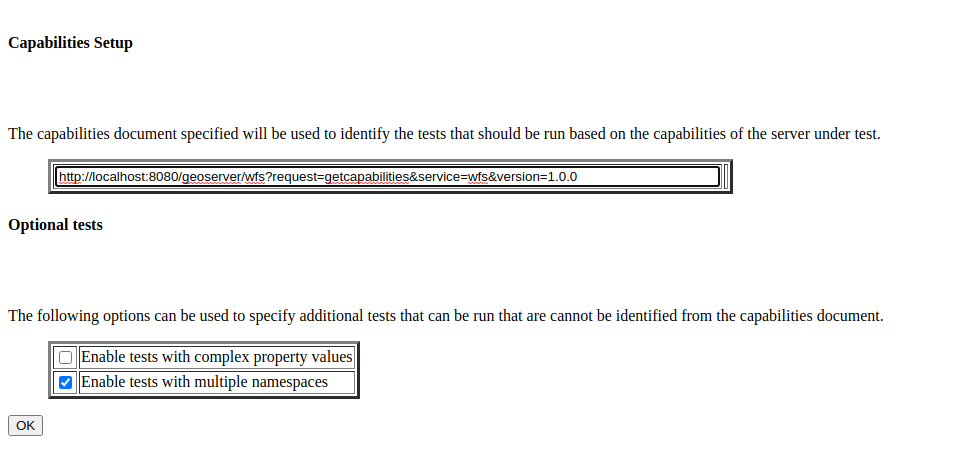 Capabilities Setup
The capabilities document specified will be used to identify the tests that should be run based on the capabilities of the server under test.
http://localhost:8080/geoserver/wfs?request=getcapabilities&service=wfs&version=1.0.0
Optional tests
The following options can be used to specify additional tests that can be run that are cannot be identified from the capabilities document.
Enable tests with complex property values
Enable tests with multiple namespaces
OK